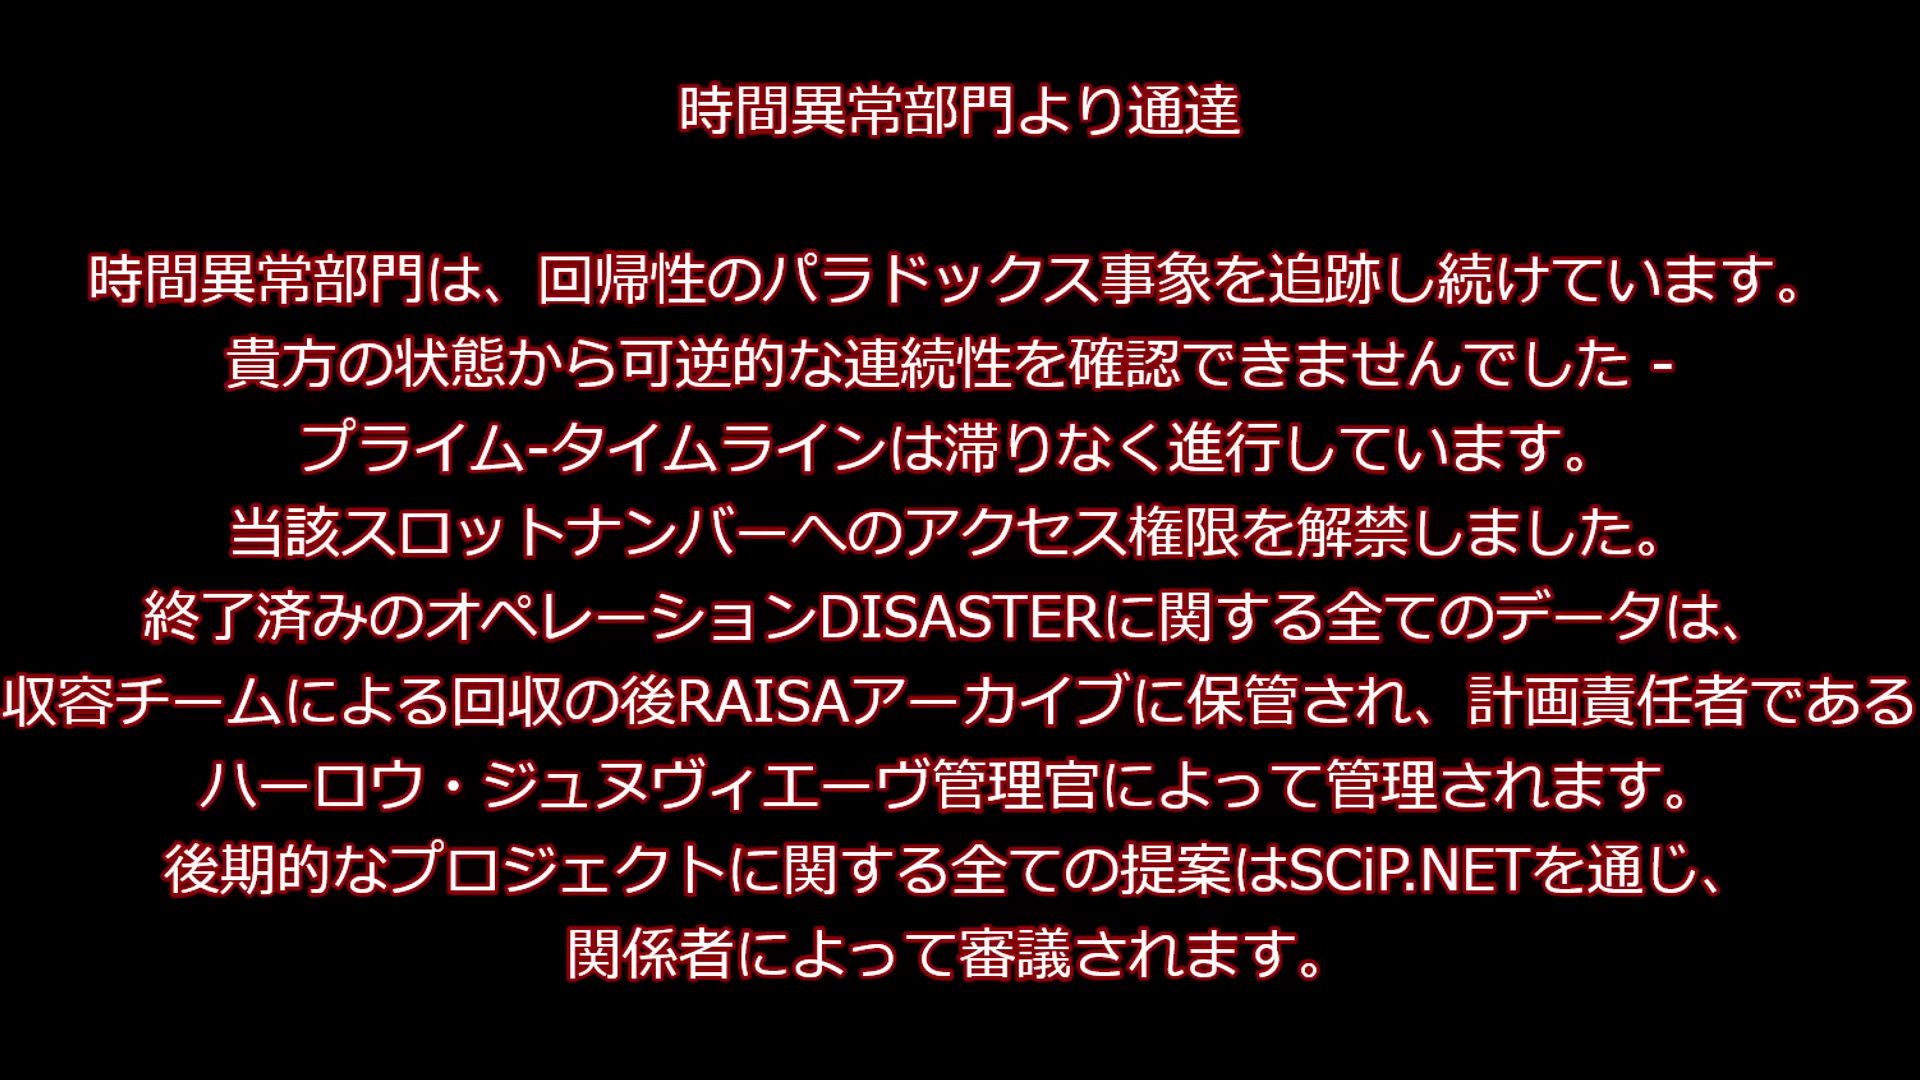 時間異常部門より通達
時間異常部門は、回帰性のパラドックス事象を追跡し続けています。
貴方の状態から可逆的な連続性を確認できませんでした -
プライム-タイムラインは滞りなく進行しています。
当該スロットナンバーへのアクセス権限を解禁しました。
終了済みのオペレーションDISASTERに関する全てのデータは、
収容チームによる回収の後RAISAアーカイブに保管され、計画責任者である
ハーロウ・ジュヌヴィエーヴ管理官によって管理されます。
後期的なプロジェクトに関する全ての提案はSCiP.NETを通じ、
関係者によって審議されます。